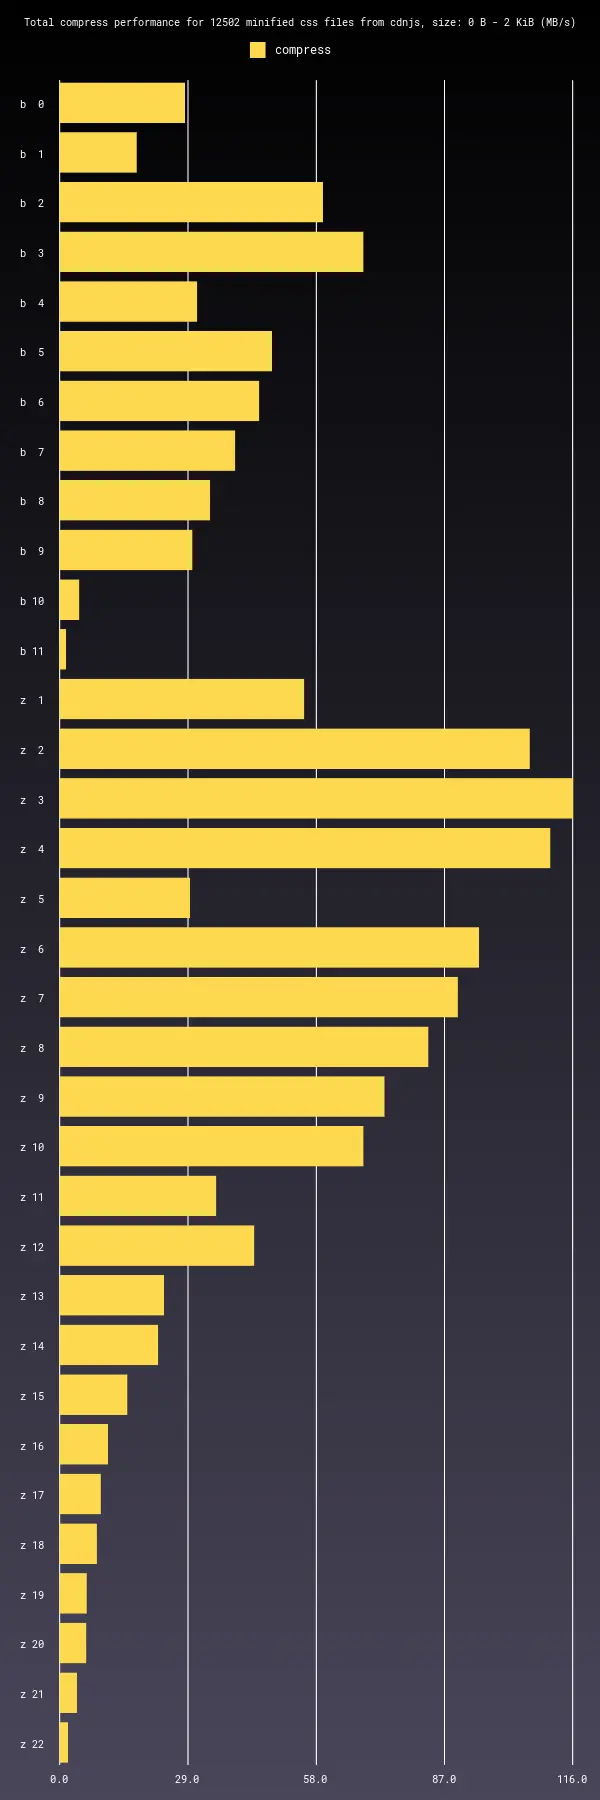 Total compress performance for 12502 minified css files from cdnjs, size: 0 B - 2 KiB (MB/s)
compress
b 0
b 1
b 2
b 3
b 4
b 5
b 6
b 7
b 8
b 9
b 10
b 11
z 1
z 2
z 3
z 4
z 5
z 6
z 7
z 8
z 9
z 10
z 11
z 12
z 13
z 14
z 15
z 16
z 17
z 18
z 19
z 20
z 21
z 22
0.0 29.0 58.0 87.0 116.0